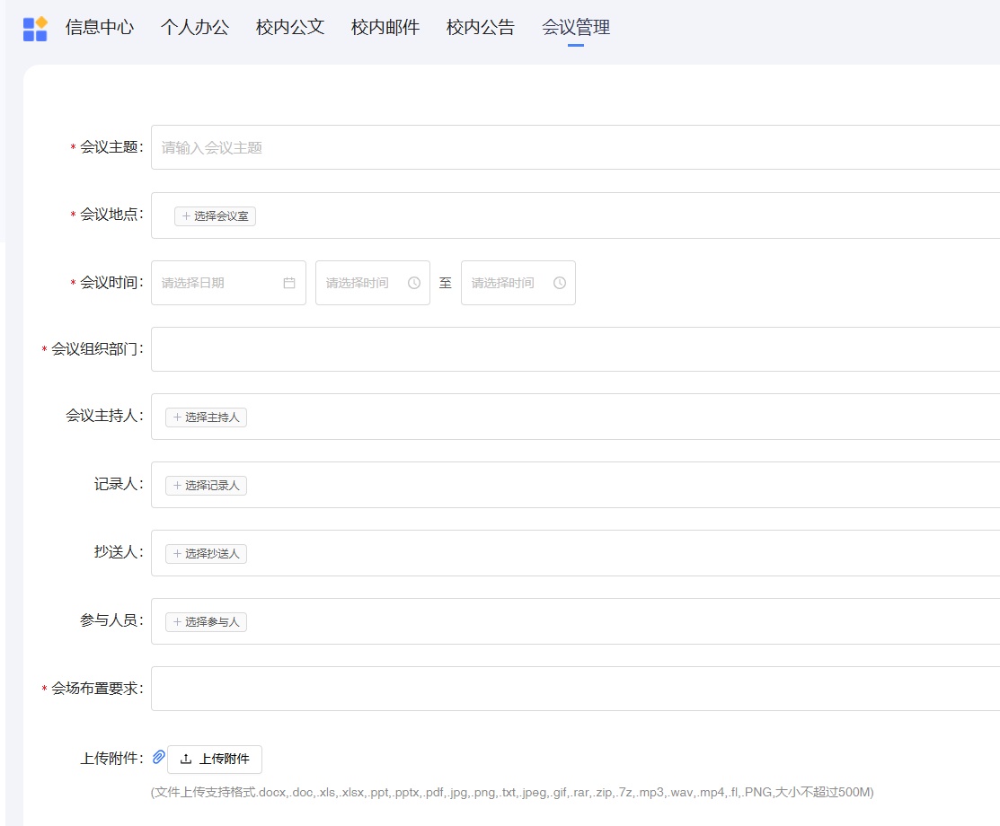 信息中心 个人办公 校内公文 校内邮件 校内公告 会议管理
* 会议主题: 请输入会议主题
* 会议地点: + 选择会议室
* 会议时间: 请选择日期 请选择时间 至 请选择时间
* 会议组织部门:
会议主持人: + 选择主持人
记录人: + 选择记录人
抄送人: + 选择抄送人
参与人员: + 选择参与人
* 会场布置要求:
上传附件: 上传附件
(文件上传支持格式.docx,.doc,.xls,.xlsx,.ppt,.pptx,.pdf,.jpg,.png,.txt,.jpeg,.gif,.rar,.zip,.7z,.mp3,.wav,.mp4,.fl,.PNG,大小不超过500M)